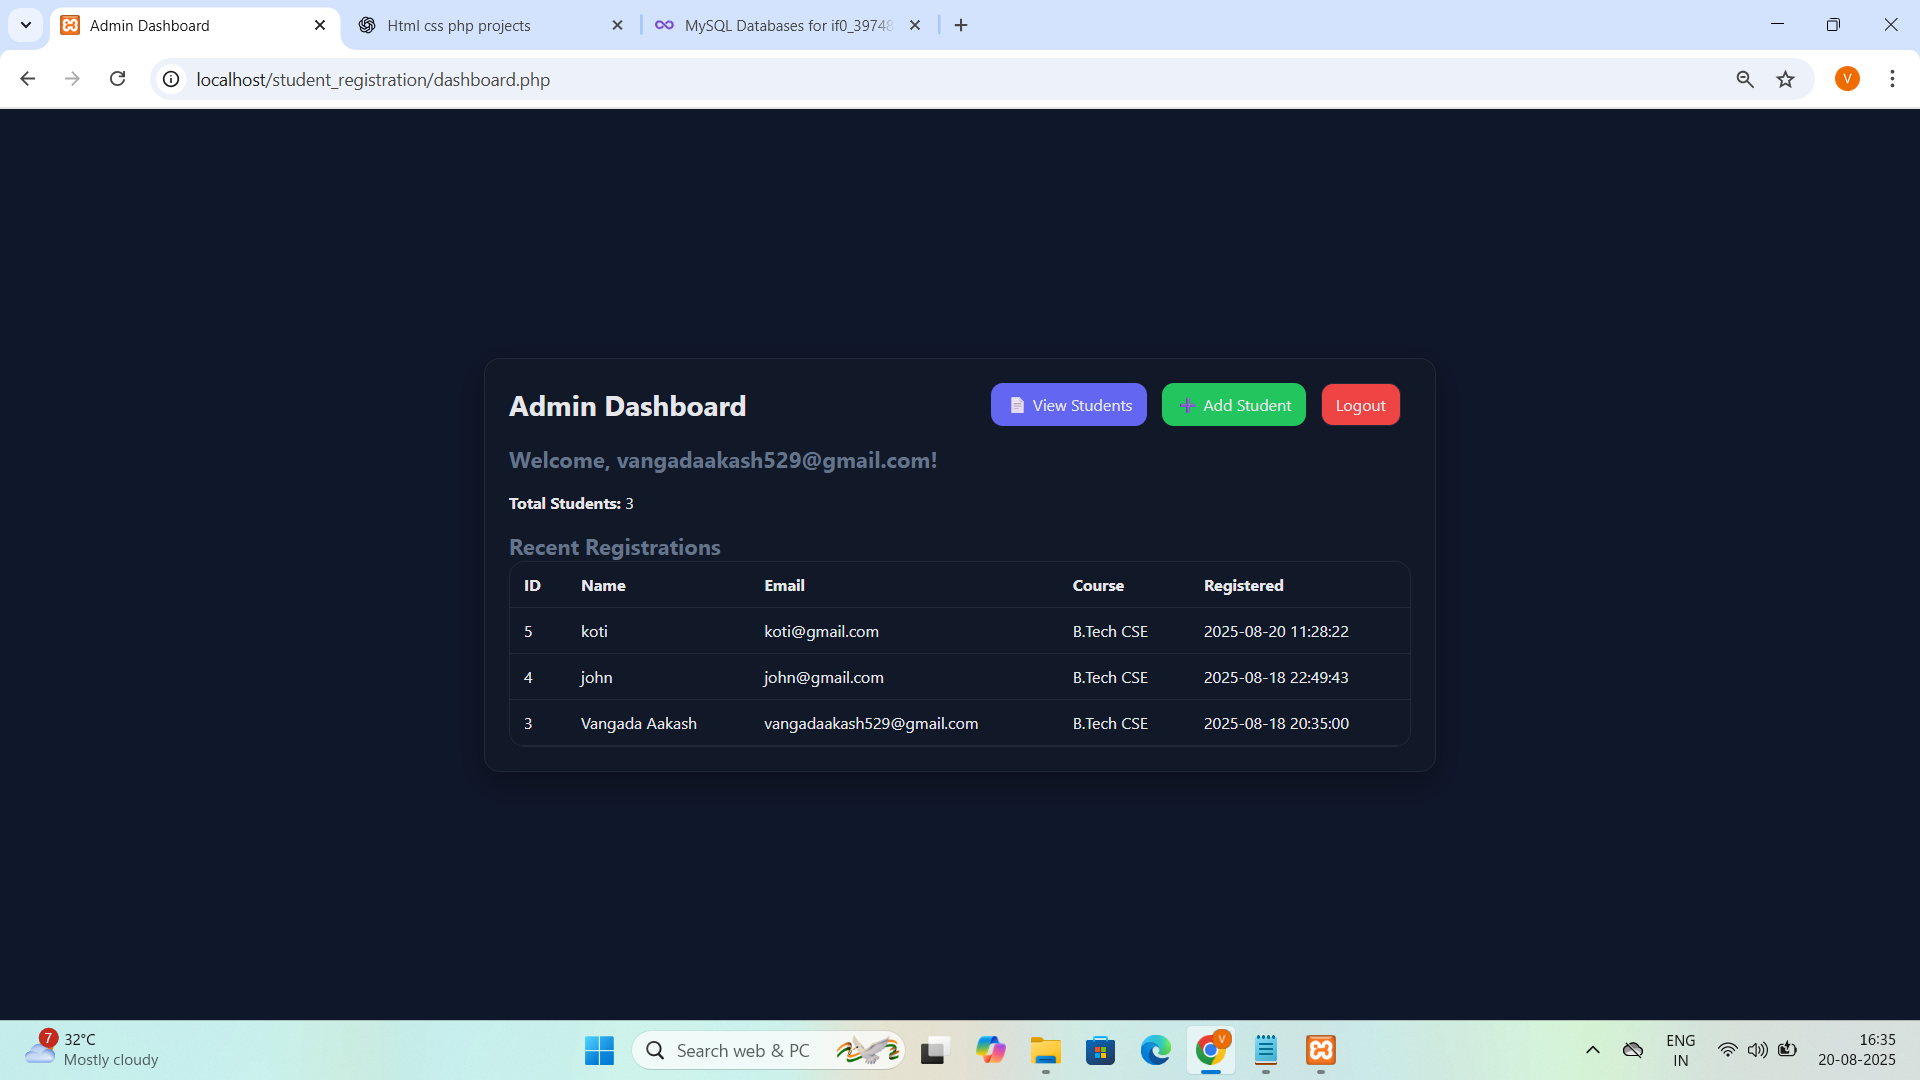 Admin Dashboard
Html css php projects
MySQL Databases for if0_39748
localhost/student_registration/dashboard.php
V
Admin Dashboard
View Students
Add Student
Logout
Welcome, vangadaakash529@gmail.com!
Total Students: 3
Recent Registrations
ID Name Email Course Registered
5 koti koti@gmail.com B.Tech CSE 2025-08-20 11:28:22
4 john john@gmail.com B.Tech CSE 2025-08-18 22:49:43
3 Vangada Aakash vangadaakash529@gmail.com B.Tech CSE 2025-08-18 20:35:00
7
32°C
Mostly cloudy
Search web & PC
V
ENG
IN
16:35
20-08-2025